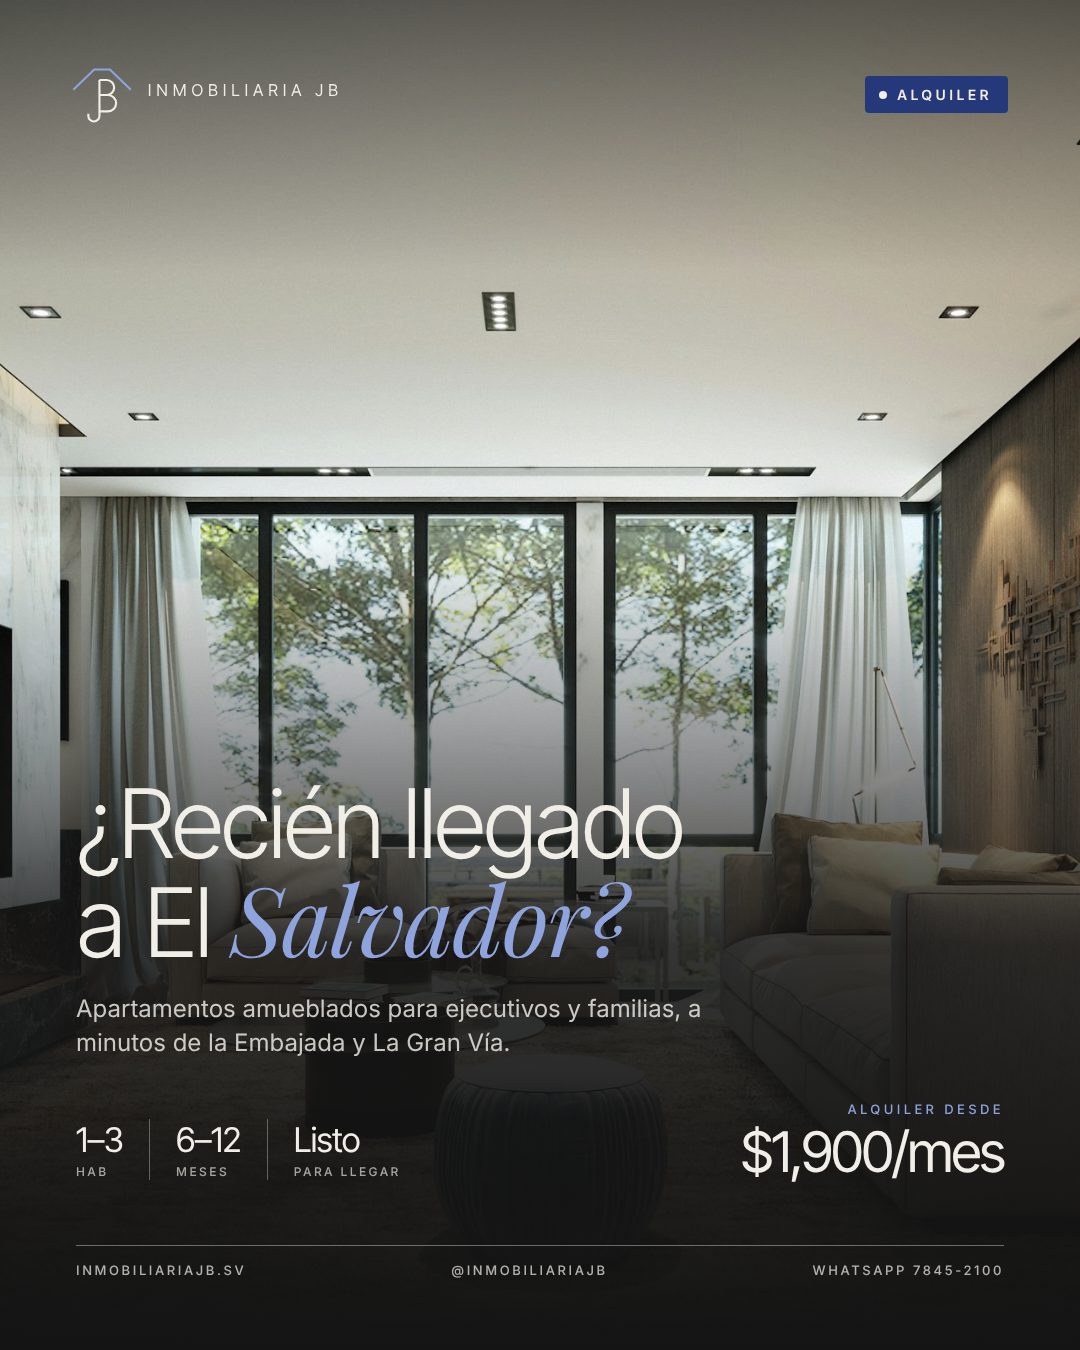 JB INMOBILIARIA JB
ALQUILER
¿Recién llegado
a El Salvador?
Apartamentos amueblados para ejecutivos y familias, a
minutos de la Embajada y La Gran Vía.
ALQUILER DESDE
$1,900/mes
1–3
HAB
6–12
MESES
Listo
PARA LLEGAR
INMOBILIARIAJB.SV
@INMOBILIARIAJB
WHATSAPP 7845-2100